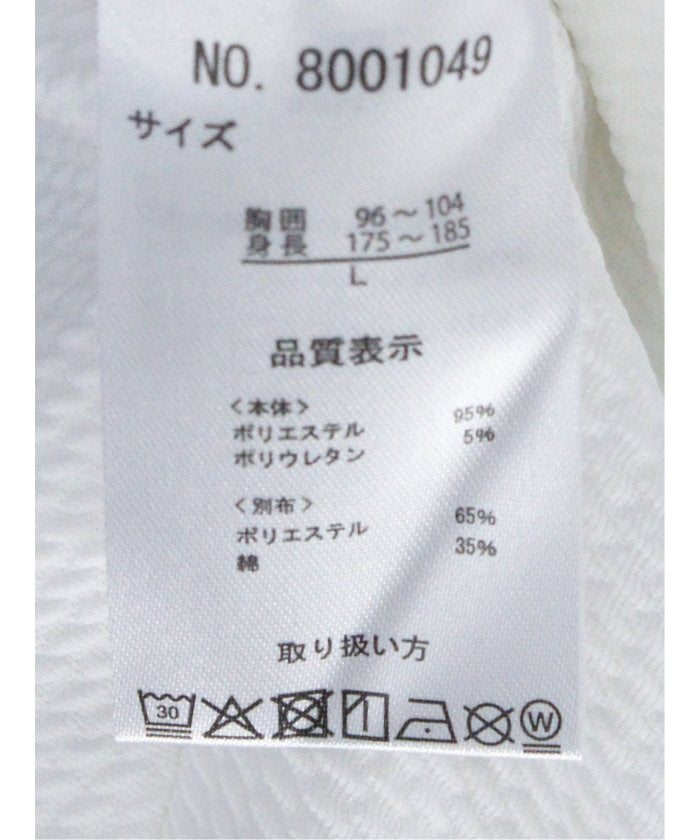 NO. 8001049
サイズ
胸囲 96～104
身長 175～185
L
品質表示
〈本体〉
ポリエステル 95%
ポリウレタン 5%
〈別布〉
ポリエステル 65%
綿 35%
取り扱い方
30 W